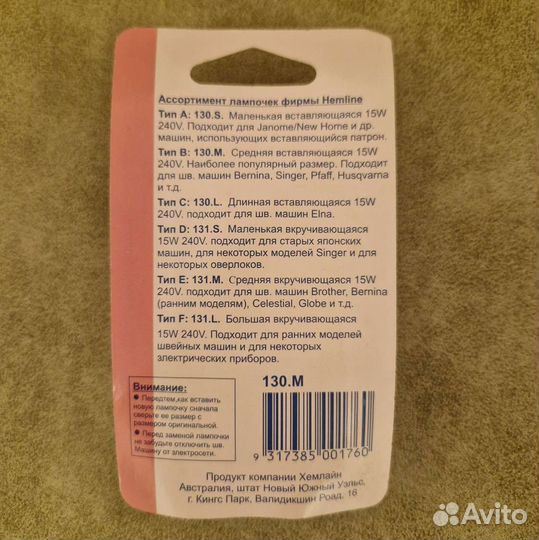 Ассортимент лампочек фирмы Hemline
Тип А: 130.S. Маленькая вставляющаяся 15W
240V. Подходит для Janome/New Home и др.
машин, использующих вставляющийся патрон.
Тип В: 130.M. Средняя вставляющаяся 15W
240V. Наиболее популярный размер. Подходит
для шв. машин Bernina, Singer, Pfaff, Husqvarna
и т.д.
Тип С: 130.L. Длинная вставляющаяся 15W
240V. подходит для шв. машин Elna.
Тип D: 131.S. Маленькая вкручивающаяся
15W 240V. подходит для старых японских
машин, для некоторых моделей Singer и для
некоторых оверлоков.
Тип Е: 131.M. Средняя вкручивющаяся 15W
240V. подходит для шв. машин Brother, Bernina
(ранним моделям), Celestial, Globe и т.д.
Тип F: 131.L. Большая вкручивающаяся
15W 240V. Подходит для ранних моделей
швейных машин и для некоторых
электрических приборов.
Внимание:
Передтем,как вставить
новую лампочку сначала
сверьте ее размер с
размером оригинальной.
Перед заменой лампочки
не забудьте отключить шв.
Машину от электросети.
130.M
9 317385 001760
Продукт компании Хемлайн
Австралия, штат Новый Южный Уэльс,
г. Кингс Парк, Валидикшин Роад. 16
Avito